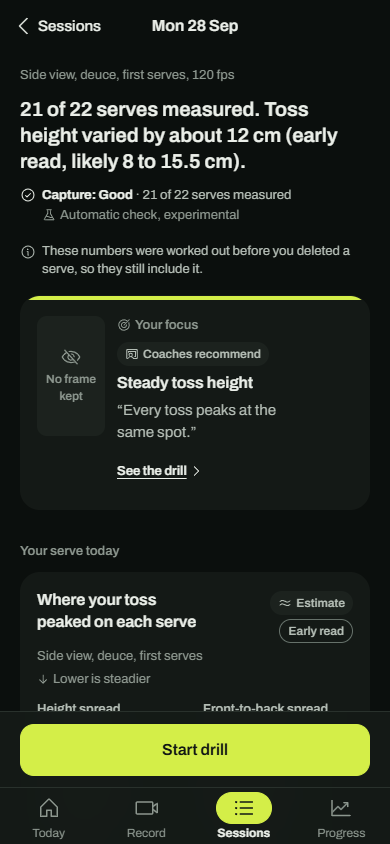 Sessions
Mon 28 Sep
Side view, deuce, first serves, 120 fps
21 of 22 serves measured. Toss
height varied by about 12 cm (early
read, likely 8 to 15.5 cm).
Capture: Good · 21 of 22 serves measured
Automatic check, experimental
These numbers were worked out before you deleted a
serve, so they still include it.
No frame
kept
Your focus
Coaches recommend
Steady toss height
“Every toss peaks at the
same spot.”
See the drill
Your serve today
Where your toss
peaked on each serve
Estimate
Early read
Side view, deuce, first serves
Lower is steadier
Height spread
Front-to-back spread
Start drill
Today
Record
Sessions
Progress